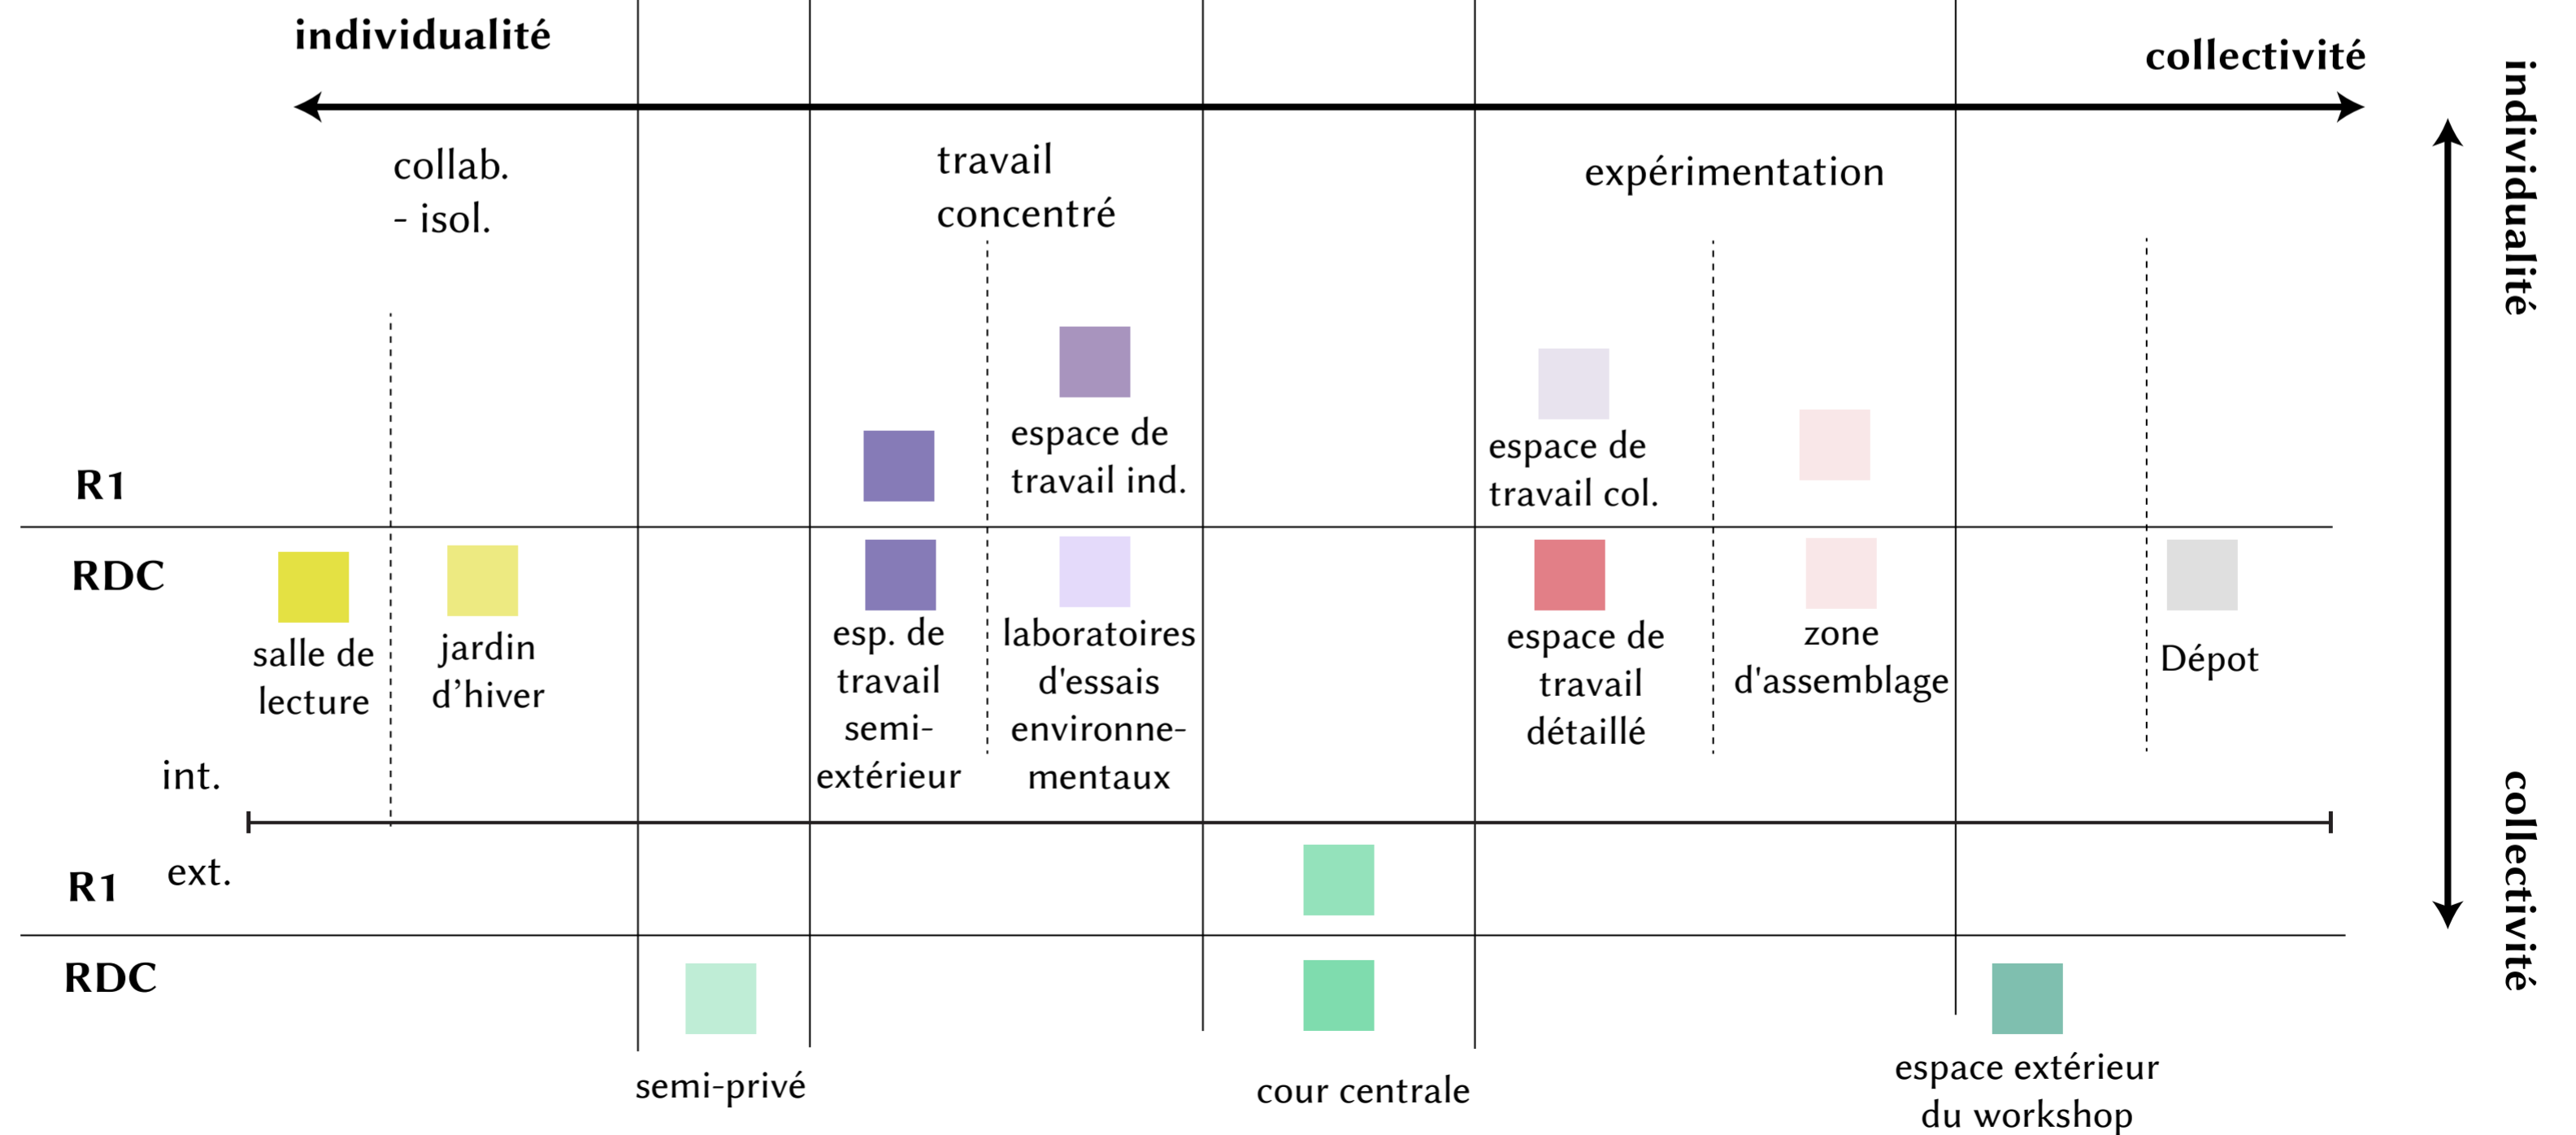 individualité
collectivité
individualité
collab.
- isol.
travail
concentré
expérimentation
R1
espace de
travail ind.
espace de
travail col.
RDC
salle de
lecture
jardin
d’hiver
esp. de
travail
semi-
extérieur
laboratoires
d'essais
environne-
mentaux
espace de
travail
détaillé
zone
d'assemblage
Dépot
int.
ext.
collectivité
R1
RDC
semi-privé
cour centrale
espace extérieur
du workshop